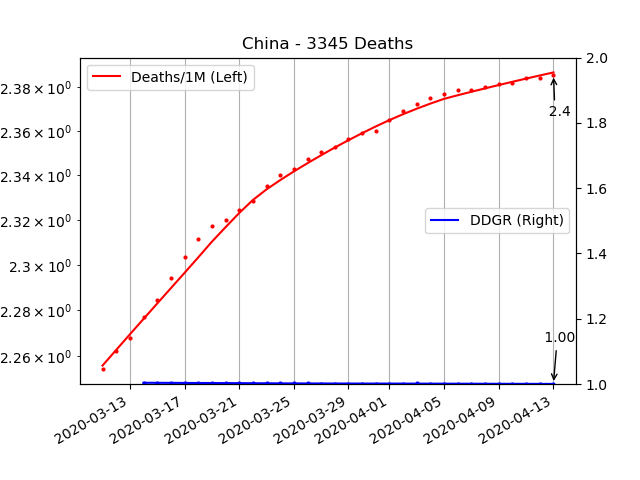 China - 3345 Deaths
Deaths/1M (Left)
DDGR (Right)
2.38 × 10⁰
2.36 × 10⁰
2.34 × 10⁰
2.32 × 10⁰
2.3 × 10⁰
2.28 × 10⁰
2.26 × 10⁰
2.0
1.8
1.6
1.4
1.2
1.0
2.4
1.00
2020-03-13
2020-03-17
2020-03-21
2020-03-25
2020-03-29
2020-04-01
2020-04-05
2020-04-09
2020-04-13